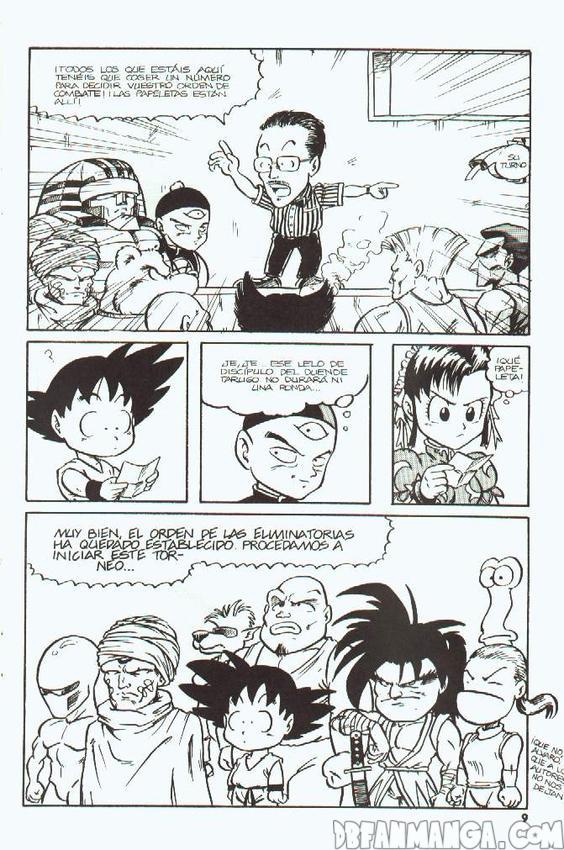 ¡TODOS LOS QUE ESTÁIS AQUÍ
TENÉIS QUE COGER UN NÚMERO
PARA DECIDIR VUESTRO ORDEN DE
COMBATE! ¡LAS PAPELETAS ESTÁN
ALLÍ!
SU
TURNO
?
¡JE, JE... ESE LELO DE
DISCÍPULO DEL DUENDE
TARUGO NO DURARÁ NI
UNA RONDA...
¡QUÉ
PAPE-
LETA!
MUY BIEN, EL ORDEN DE LAS ELIMINATORIAS
HA QUEDADO ESTABLECIDO. PROCEDAMOS A
INICIAR ESTE TOR-
NEO...
¡QUE NO,
ALVARO,
QUE A LO
AUTORE
NO NOS
DEJAN
9
DBFANMANGA.COM